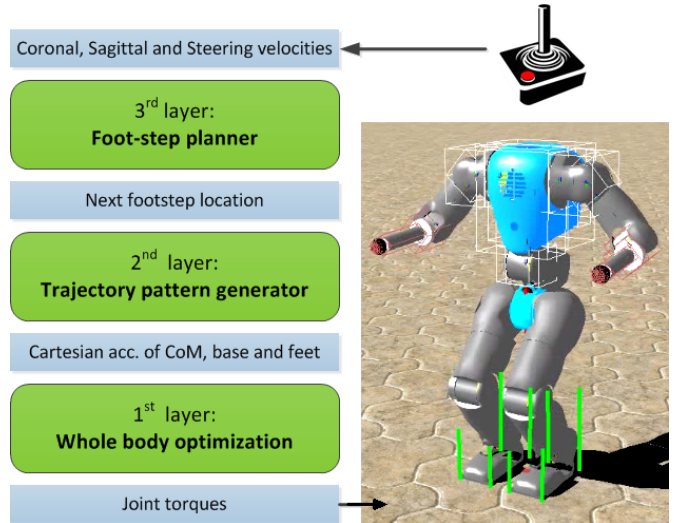 Coronal, Sagittal and Steering velocities
3rd layer:
Foot-step planner
Next footstep location
2nd layer:
Trajectory pattern generator
Cartesian acc. of CoM, base and feet
1st layer:
Whole body optimization
Joint torques